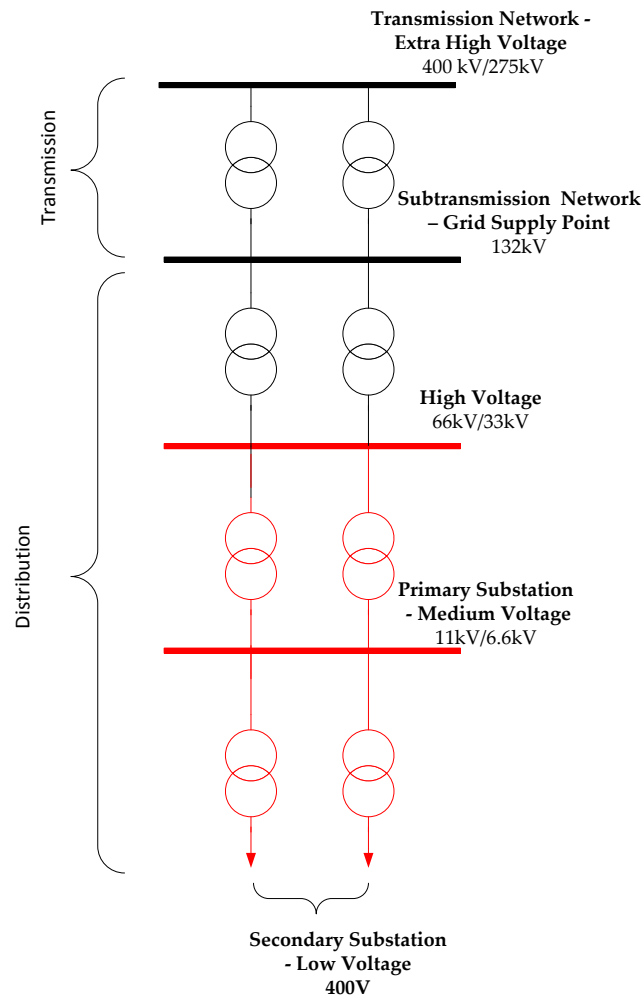 Transmission Network -
Extra High Voltage
400 kV/275kV
Transmission
Subtransmission Network
– Grid Supply Point
132kV
High Voltage
66kV/33kV
Distribution
Primary Substation
- Medium Voltage
11kV/6.6kV
Secondary Substation
- Low Voltage
400V